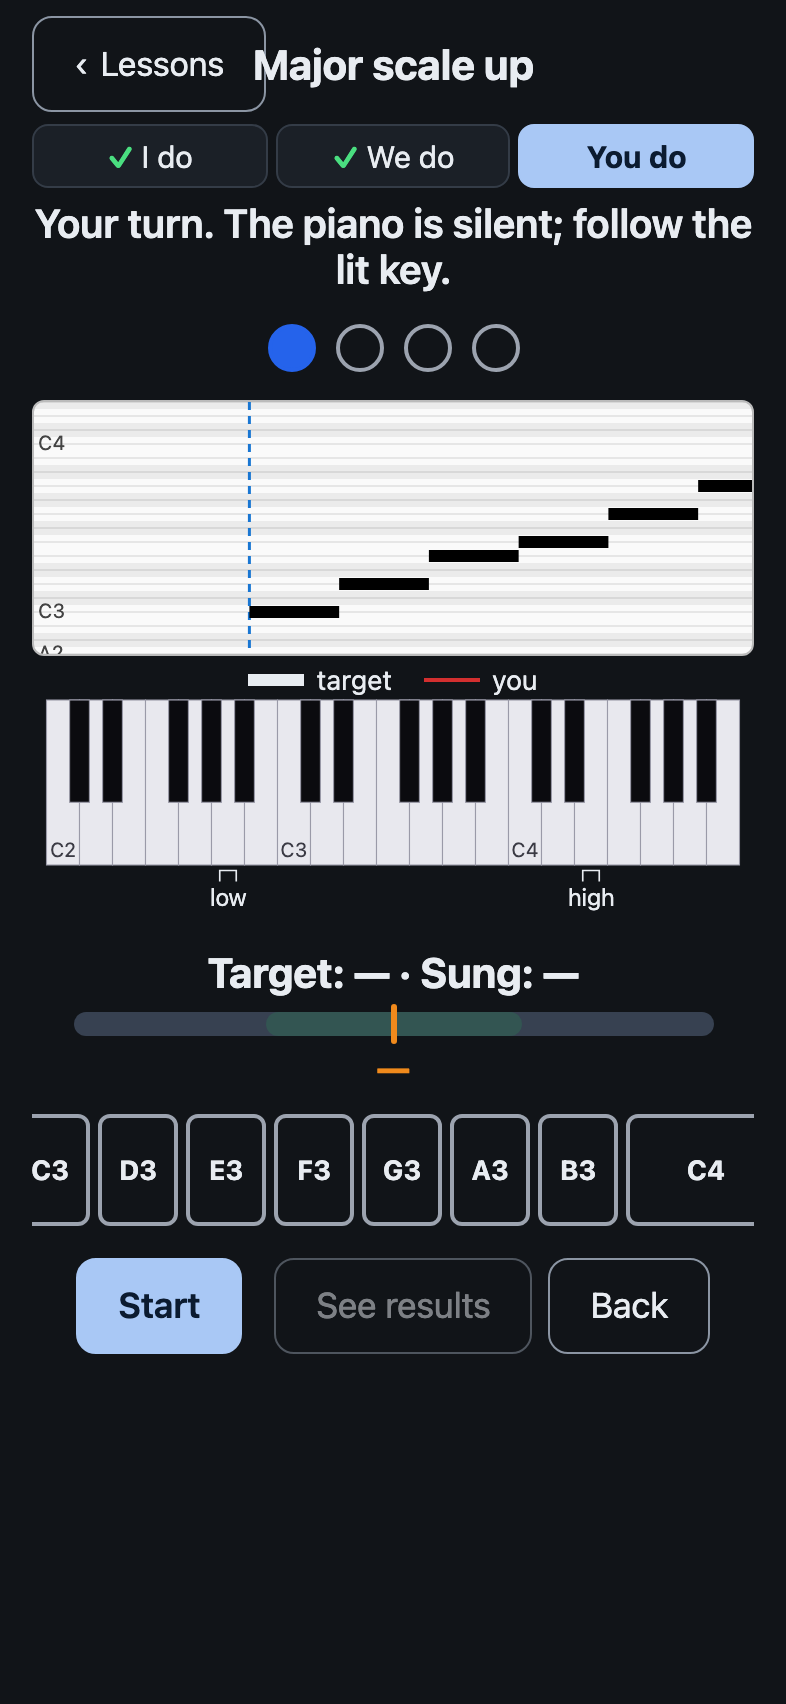 ‹ Lessons
Major scale up
✓ I do
✓ We do
You do
Your turn. The piano is silent; follow the
lit key.
C4
C3
A2
target
you
C2
C3
C4
low
high
Target: — · Sung: —
—
C3
D3
E3
F3
G3
A3
B3
C4
Start
See results
Back